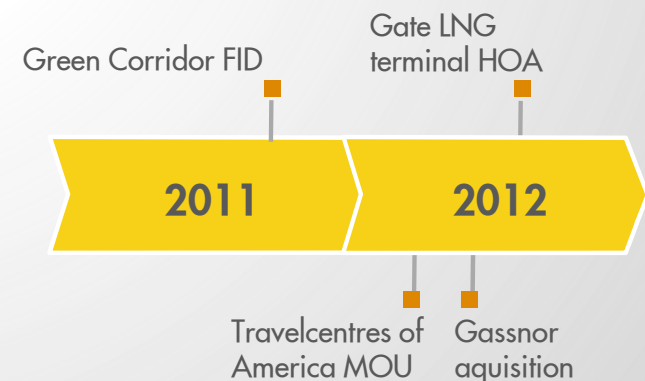 Gate LNG
terminal HOA
Green Corridor FID
2011
2012
Travelcentres of
America MOU
Gassnor
aquisition